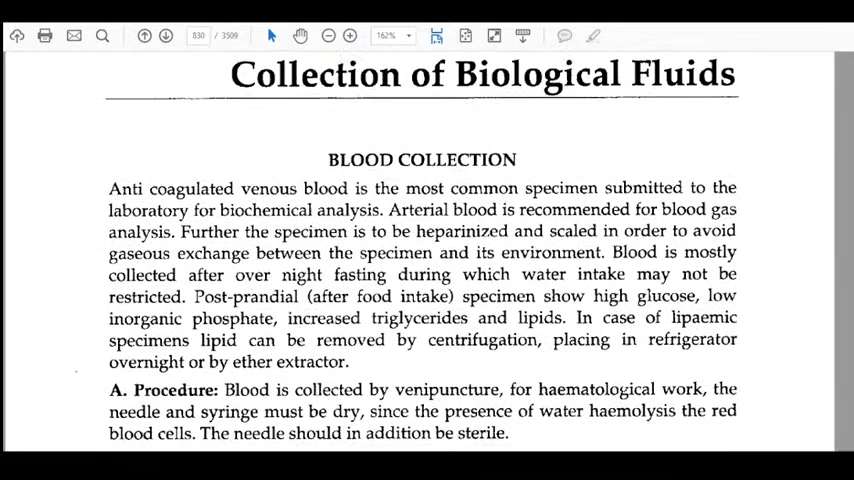 830 / 3509
162%
Collection of Biological Fluids
BLOOD COLLECTION
Anti coagulated venous blood is the most common specimen submitted to the
laboratory for biochemical analysis. Arterial blood is recommended for blood gas
analysis. Further the specimen is to be heparinized and scaled in order to avoid
gaseous exchange between the specimen and its environment. Blood is mostly
collected after over night fasting during which water intake may not be
restricted. Post-prandial (after food intake) specimen show high glucose, low
inorganic phosphate, increased triglycerides and lipids. In case of lipaemic
specimens lipid can be removed by centrifugation, placing in refrigerator
overnight or by ether extractor.
A. Procedure: Blood is collected by venipuncture, for haematological work, the
needle and syringe must be dry, since the presence of water haemolysis the red
blood cells. The needle should in addition be sterile.